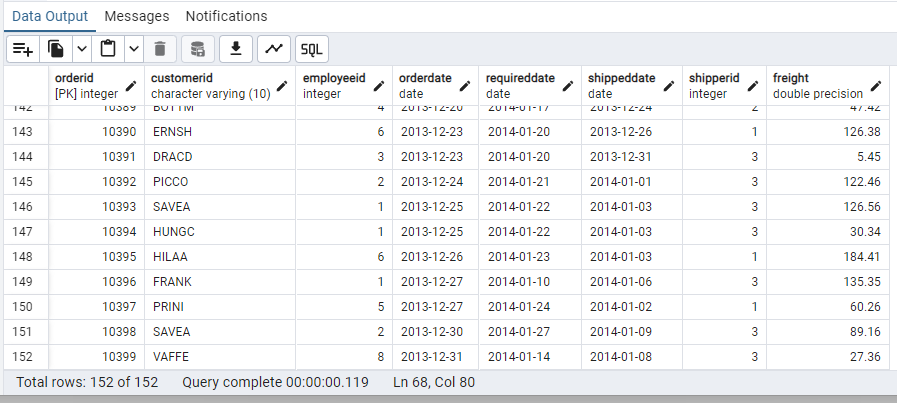 Data Output Messages Notifications
SQL
orderid customerid employeeid orderdate requireddate shippeddate shipperid freight
[PK] integer character varying (10) integer date date date integer double precision
142 10389 BOTTM 4 2013-12-20 2014-01-17 2013-12-24 2 47.42
143 10390 ERNSH 6 2013-12-23 2014-01-20 2013-12-26 1 126.38
144 10391 DRACD 3 2013-12-23 2014-01-20 2013-12-31 3 5.45
145 10392 PICCO 2 2013-12-24 2014-01-21 2014-01-01 3 122.46
146 10393 SAVEA 1 2013-12-25 2014-01-22 2014-01-03 3 126.56
147 10394 HUNGC 1 2013-12-25 2014-01-22 2014-01-03 3 30.34
148 10395 HILAA 6 2013-12-26 2014-01-23 2014-01-03 1 184.41
149 10396 FRANK 1 2013-12-27 2014-01-10 2014-01-06 3 135.35
150 10397 PRINI 5 2013-12-27 2014-01-24 2014-01-02 1 60.26
151 10398 SAVEA 2 2013-12-30 2014-01-27 2014-01-09 3 89.16
152 10399 VAFFE 8 2013-12-31 2014-01-14 2014-01-08 3 27.36
Total rows: 152 of 152 Query complete 00:00:00.119 Ln 68, Col 80